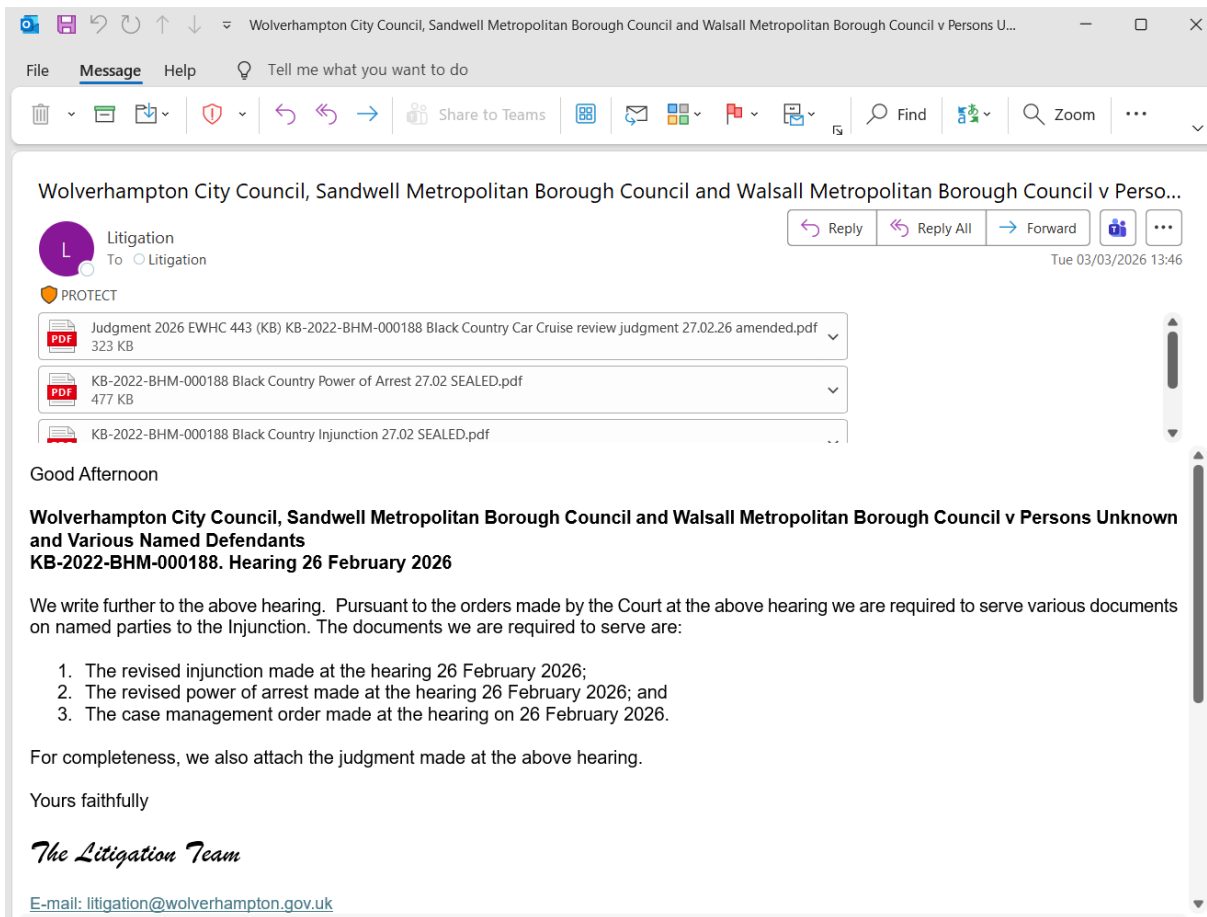 Wolverhampton City Council, Sandwell Metropolitan Borough Council and Walsall Metropolitan Borough Council v Persons U...
File Message Help Tell me what you want to do
Share to Teams Find Zoom
Wolverhampton City Council, Sandwell Metropolitan Borough Council and Walsall Metropolitan Borough Council v Perso...
L
Litigation
To Litigation
Reply Reply All Forward
Tue 03/03/2026 13:46
PROTECT
PDF
Judgment 2026 EWHC 443 (KB) KB-2022-BHM-000188 Black Country Car Cruise review judgment 27.02.26 amended.pdf
323 KB
PDF
KB-2022-BHM-000188 Black Country Power of Arrest 27.02 SEALED.pdf
477 KB
KB-2022-BHM-000188 Black Country Injunction 27.02 SEALED.pdf
Good Afternoon
Wolverhampton City Council, Sandwell Metropolitan Borough Council and Walsall Metropolitan Borough Council v Persons Unknown
and Various Named Defendants
KB-2022-BHM-000188. Hearing 26 February 2026
We write further to the above hearing. Pursuant to the orders made by the Court at the above hearing we are required to serve various documents
on named parties to the Injunction. The documents we are required to serve are:
1. The revised injunction made at the hearing 26 February 2026;
2. The revised power of arrest made at the hearing 26 February 2026; and
3. The case management order made at the hearing on 26 February 2026.
For completeness, we also attach the judgment made at the above hearing.
Yours faithfully
The Litigation Team
E-mail: litigation@wolverhampton.gov.uk